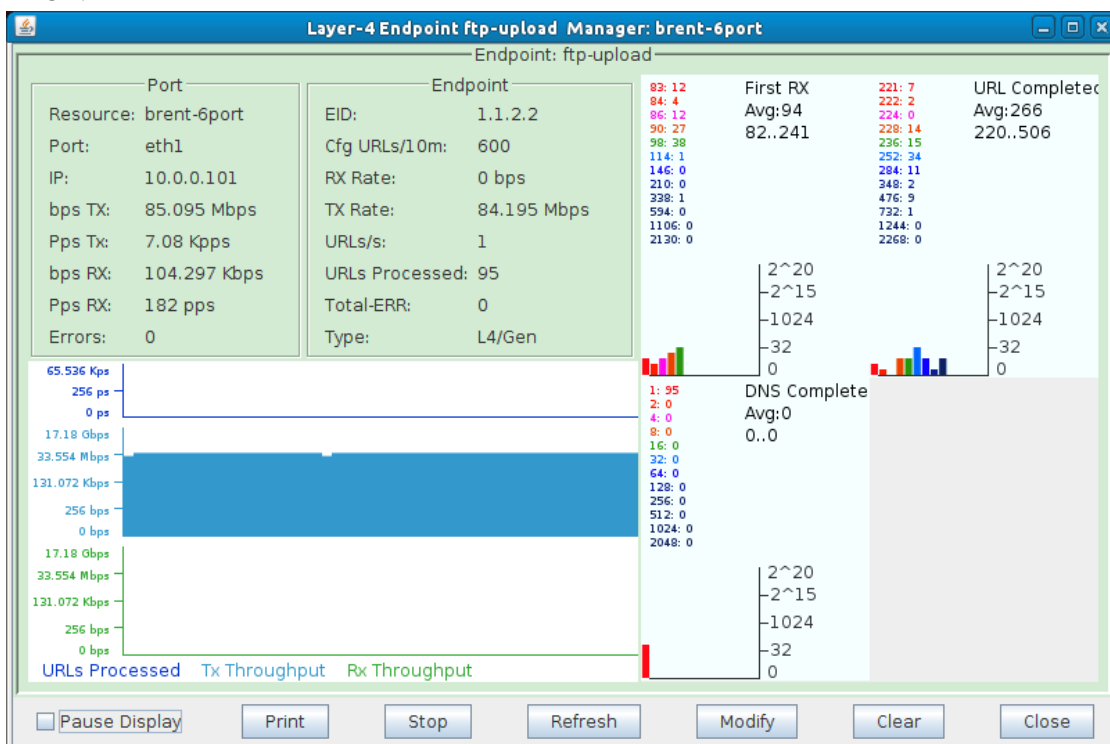 Layer-4 Endpoint ftp-upload Manager: brent-6port
Endpoint: ftp-upload
Port
Resource: brent-6port
Port: eth1
IP: 10.0.0.101
bps TX: 85.095 Mbps
Pps Tx: 7.08 Kpps
bps RX: 104.297 Kbps
Pps RX: 182 pps
Errors: 0
Endpoint
EID: 1.1.2.2
Cfg URLs/10m: 600
RX Rate: 0 bps
TX Rate: 84.195 Mbps
URLs/s: 1
URLs Processed: 95
Total-ERR: 0
Type: L4/Gen
83: 12
84: 4
86: 12
90: 27
98: 38
114: 1
146: 0
210: 0
338: 1
594: 0
1106: 0
2130: 0
First RX
Avg:94
82..241
2^20
2^15
1024
32
0
221: 7
222: 2
224: 0
228: 14
236: 15
252: 34
284: 11
348: 2
476: 9
732: 1
1244: 0
2268: 0
URL Completed
Avg:266
220..506
2^20
2^15
1024
32
0
65.536 Kps
256 ps
0 ps
17.18 Gbps
33.554 Mbps
131.072 Kbps
256 bps
0 bps
17.18 Gbps
33.554 Mbps
131.072 Kbps
256 bps
0 bps
URLs Processed Tx Throughput Rx Throughput
1: 95
2: 0
4: 0
8: 0
16: 0
32: 0
64: 0
128: 0
256: 0
512: 0
1024: 0
2048: 0
DNS Complete
Avg:0
0..0
2^20
2^15
1024
32
0
Pause Display Print Stop Refresh Modify Clear Close